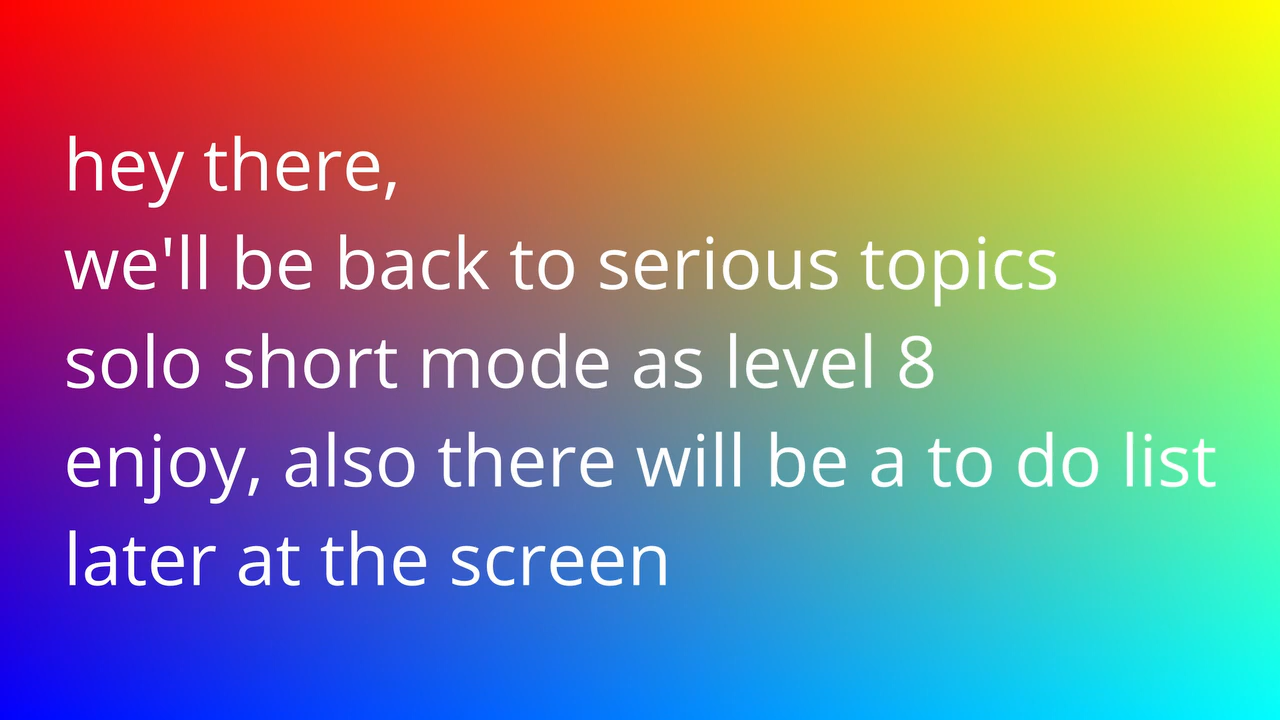 hey there,
we'll be back to serious topics
solo short mode as level 8
enjoy, also there will be a to do list
later at the screen